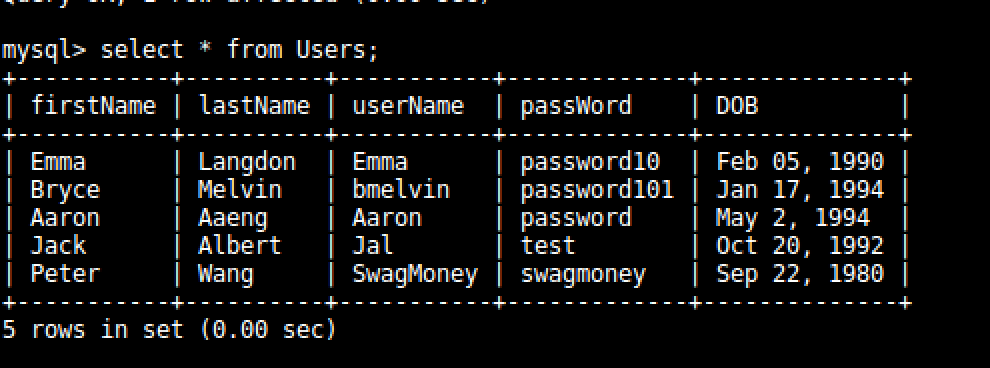 mysql> select * from Users;
+-----------+----------+-----------+-------------+--------------+
| firstName | lastName | userName  | passWord    | DOB          |
+-----------+----------+-----------+-------------+--------------+
| Emma      | Langdon  | Emma      | password10  | Feb 05, 1990 |
| Bryce     | Melvin   | bmelvin   | password101 | Jan 17, 1994 |
| Aaron     | Aaeng    | Aaron     | password    | May 2, 1994  |
| Jack      | Albert   | Jal       | test        | Oct 20, 1992 |
| Peter     | Wang     | SwagMoney | swagmoney   | Sep 22, 1980 |
+-----------+----------+-----------+-------------+--------------+
5 rows in set (0.00 sec)